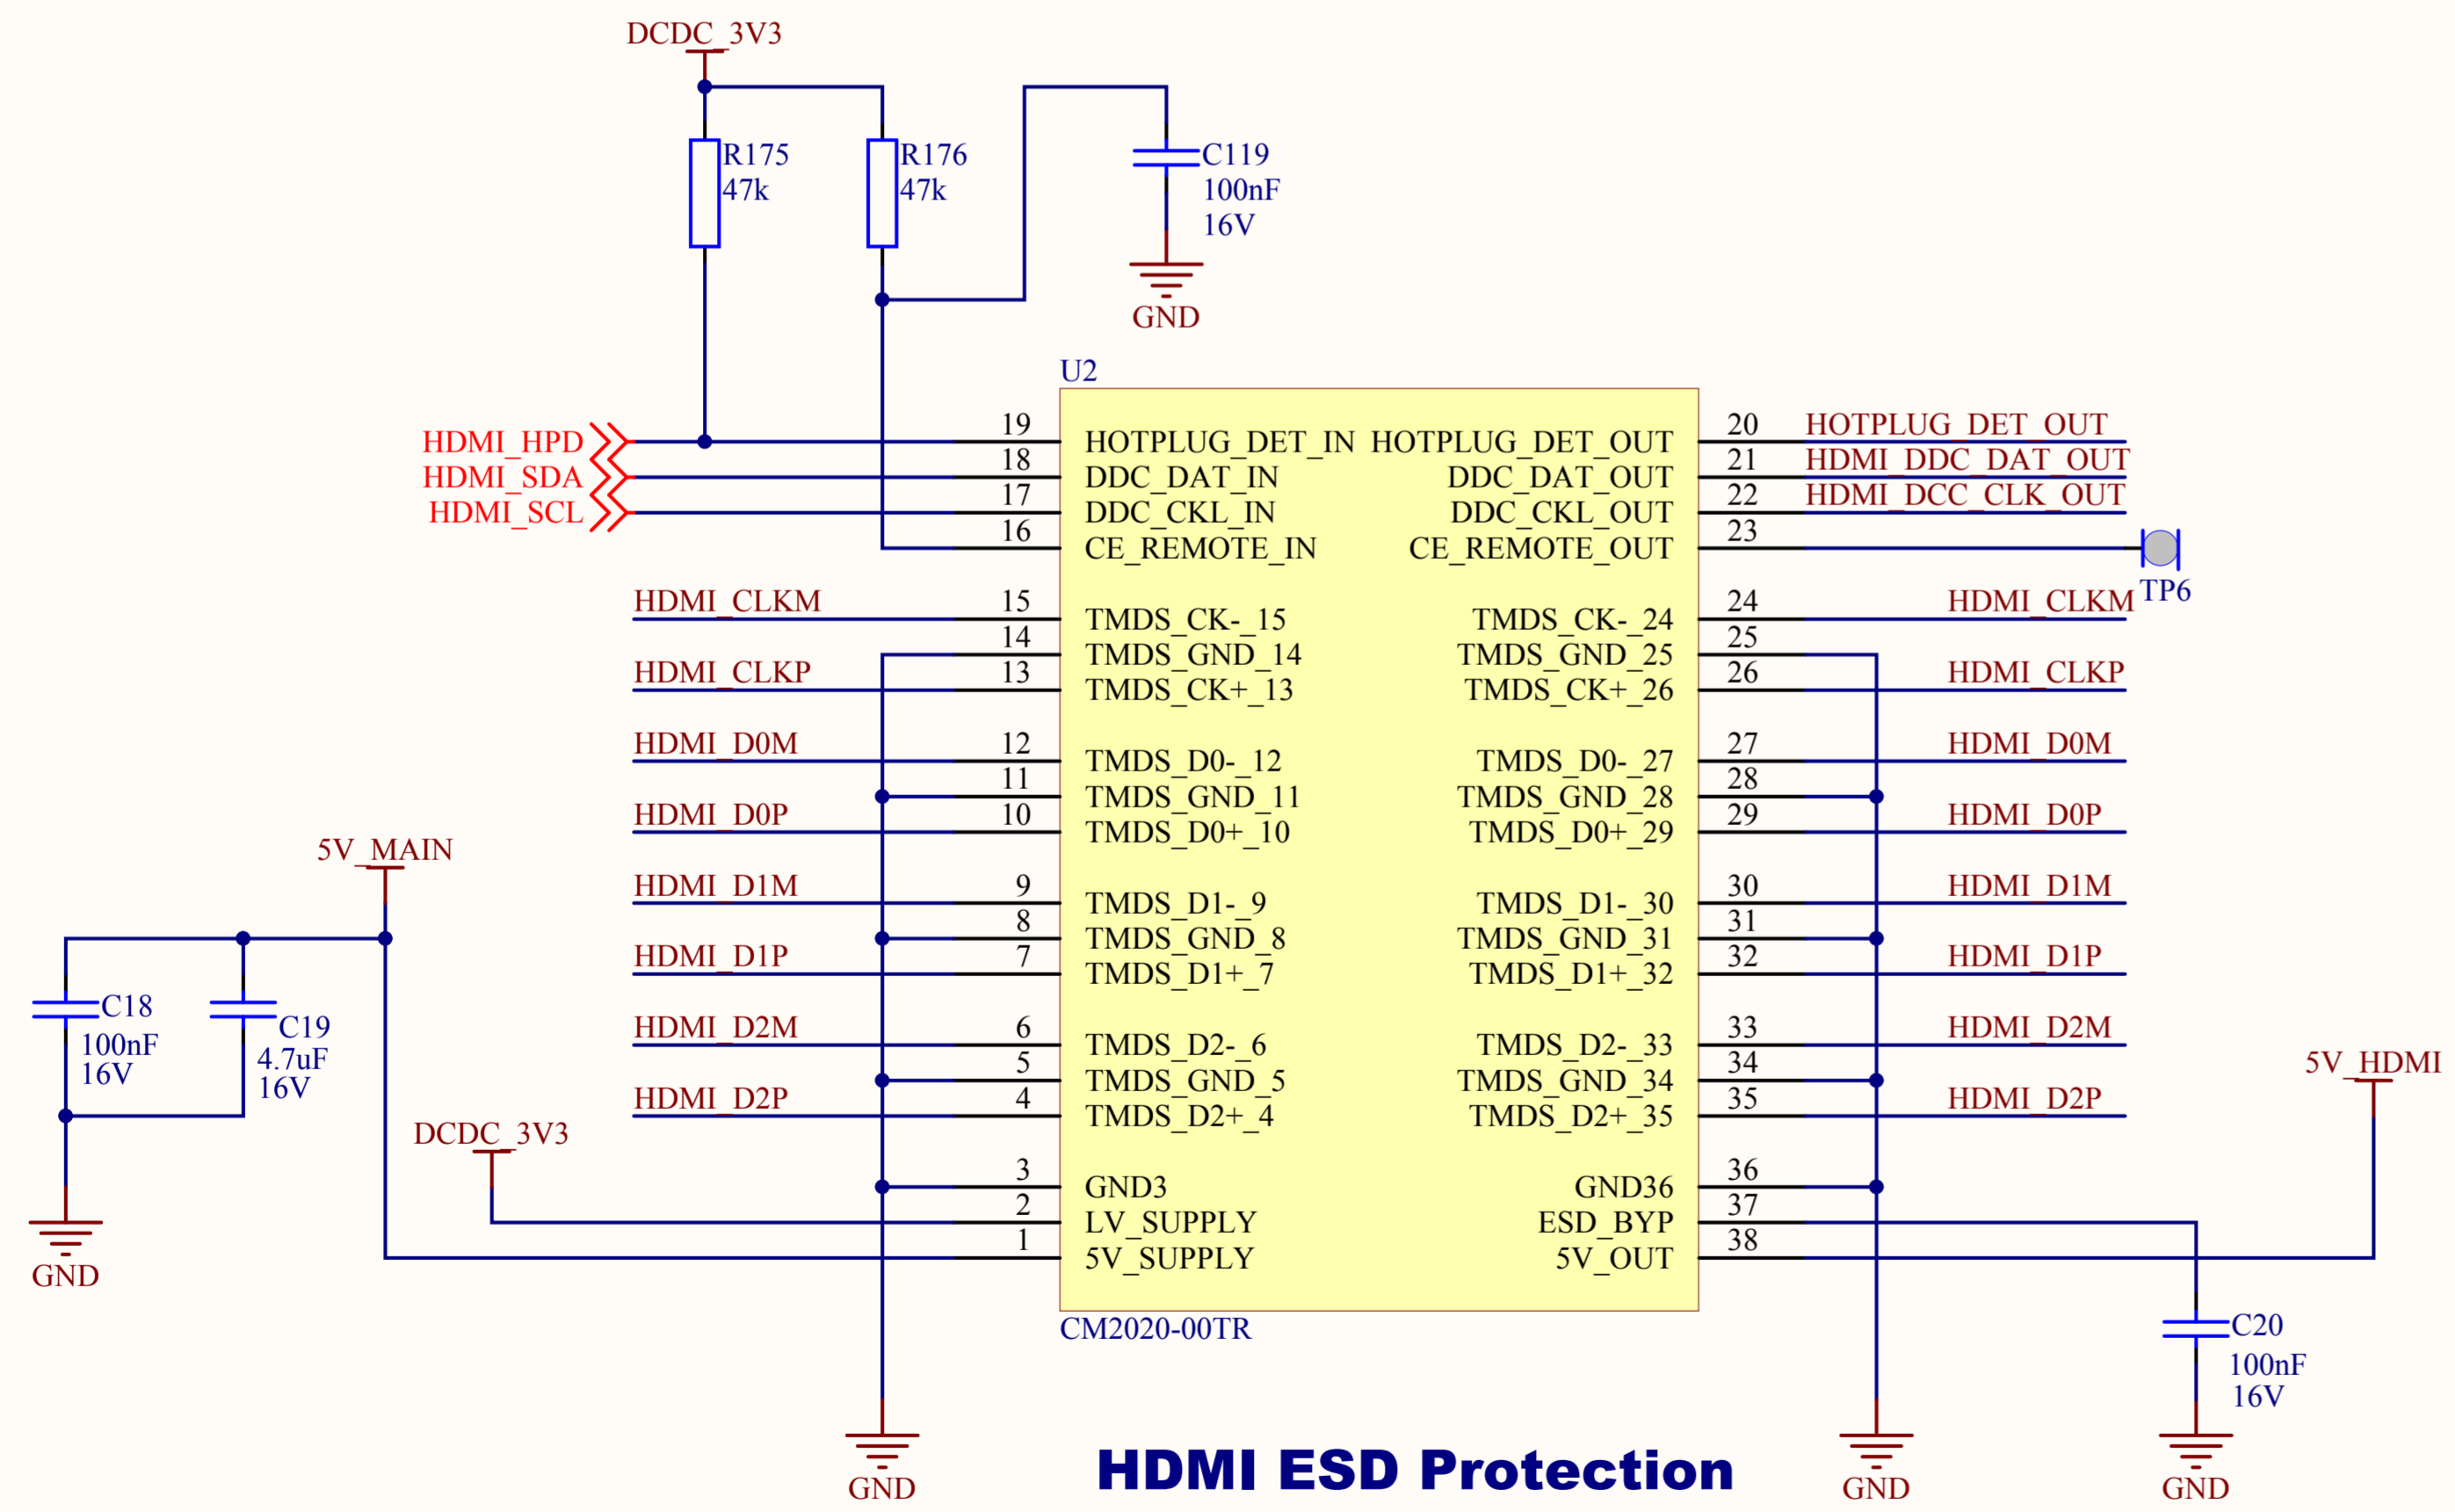 DCDC_3V3
R175
47k
R176
47k
C119
100nF
16V
GND
U2
HDMI_HPD
HDMI_SDA
HDMI_SCL
19 HOTPLUG_DET_IN HOTPLUG_DET_OUT 20 HOTPLUG_DET_OUT
18 DDC_DAT_IN DDC_DAT_OUT 21 HDMI_DDC_DAT_OUT
17 DDC_CKL_IN DDC_CKL_OUT 22 HDMI_DCC_CLK_OUT
16 CE_REMOTE_IN CE_REMOTE_OUT 23
TP6
HDMI_CLKM 15 TMDS_CK-_15 TMDS_CK-_24 24 HDMI_CLKM
14 TMDS_GND_14 TMDS_GND_25 25
HDMI_CLKP 13 TMDS_CK+_13 TMDS_CK+_26 26 HDMI_CLKP
HDMI_D0M 12 TMDS_D0-_12 TMDS_D0-_27 27 HDMI_D0M
11 TMDS_GND_11 TMDS_GND_28 28
HDMI_D0P 10 TMDS_D0+_10 TMDS_D0+_29 29 HDMI_D0P
HDMI_D1M 9 TMDS_D1-_9 TMDS_D1-_30 30 HDMI_D1M
8 TMDS_GND_8 TMDS_GND_31 31
HDMI_D1P 7 TMDS_D1+_7 TMDS_D1+_32 32 HDMI_D1P
HDMI_D2M 6 TMDS_D2-_6 TMDS_D2-_33 33 HDMI_D2M
5 TMDS_GND_5 TMDS_GND_34 34
HDMI_D2P 4 TMDS_D2+_4 TMDS_D2+_35 35 HDMI_D2P
3 GND3 GND36 36
2 LV_SUPPLY ESD_BYP 37
1 5V_SUPPLY 5V_OUT 38
5V_MAIN
C18
100nF
16V
C19
4.7uF
16V
GND
DCDC_3V3
5V_HDMI
CM2020-00TR
C20
100nF
16V
GND
GND
GND
HDMI ESD Protection